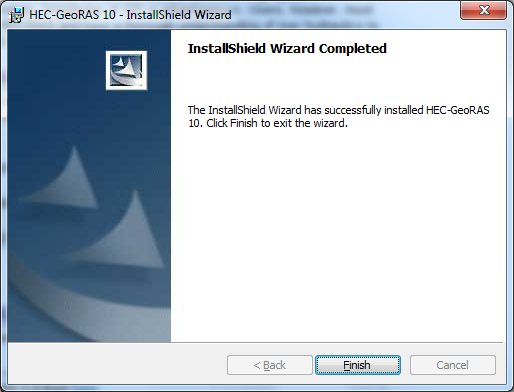 HEC-GeoRAS 10 - InstallShield Wizard
InstallShield Wizard Completed
The InstallShield Wizard has successfully installed HEC-GeoRAS
10. Click Finish to exit the wizard.
< Back
Finish
Cancel